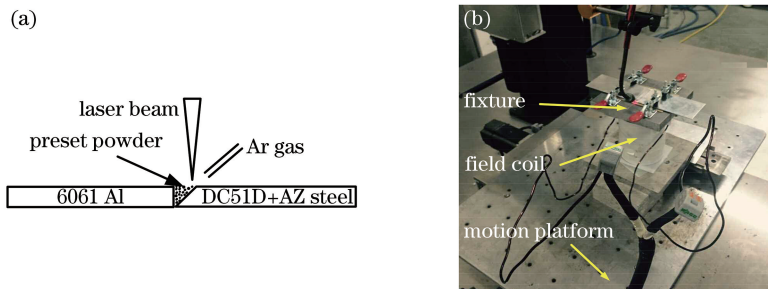 (a)
laser beam
preset powder
Ar gas
6061 Al
DC51D+AZ steel
(b)
fixture
field coil
motion platform